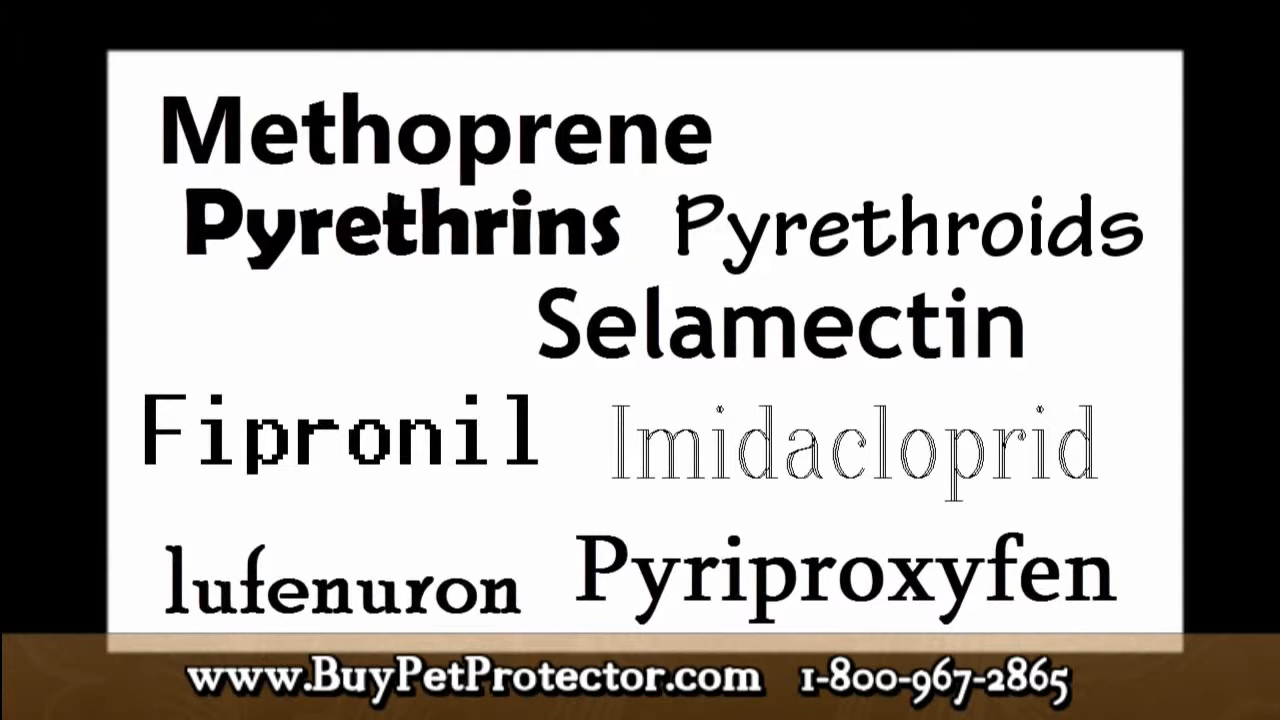 Methoprene
Pyrethrins Pyrethroids
Selamectin
Fipronil Imidacloprid
lufenuron Pyriproxyfen
www.BuyPetProtector.com 1-800-967-2865